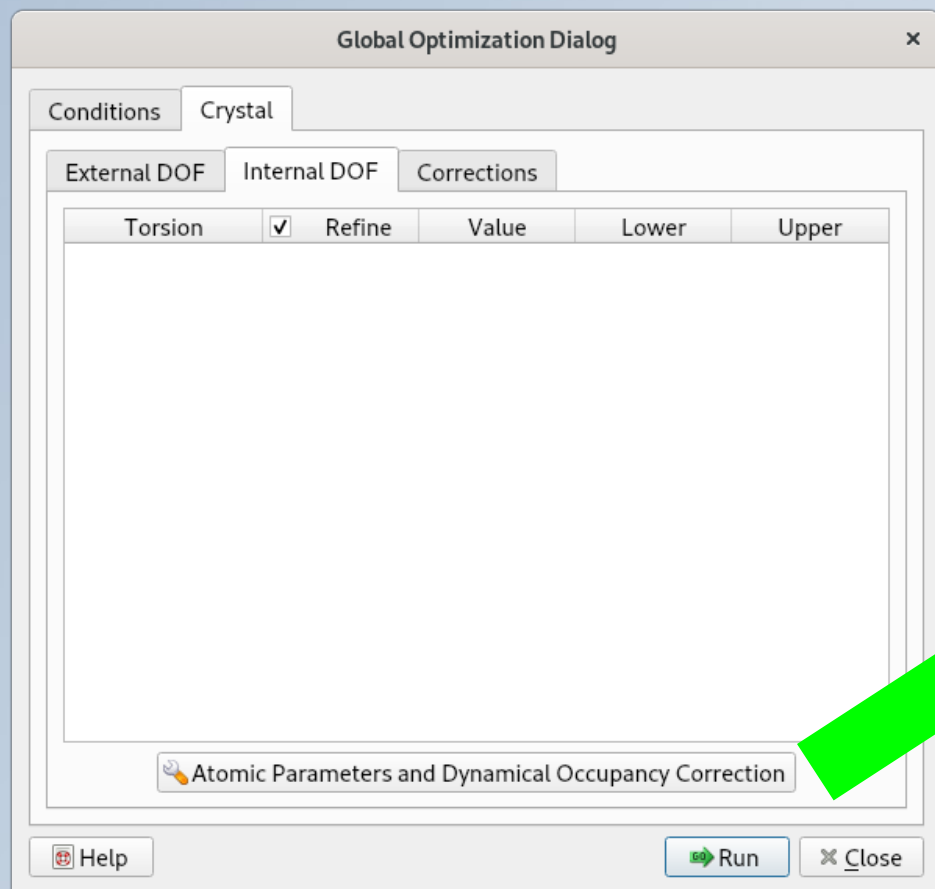 Global Optimization Dialog ×
Conditions Crystal
External DOF Internal DOF Corrections
Torsion Refine Value Lower Upper
Atomic Parameters and Dynamical Occupancy Correction
Help GO Run Close